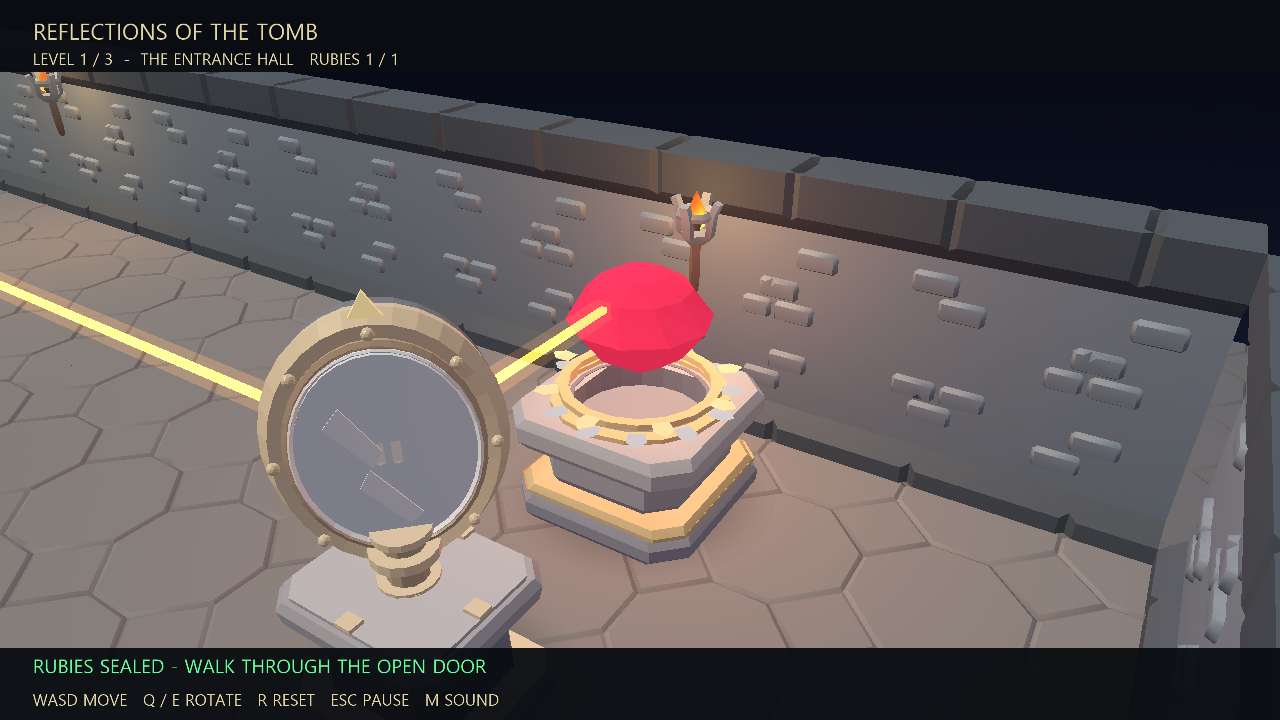 REFLECTIONS OF THE TOMB
LEVEL 1 / 3 - THE ENTRANCE HALL RUBIES 1 / 1
RUBIES SEALED - WALK THROUGH THE OPEN DOOR
WASD MOVE Q / E ROTATE R RESET ESC PAUSE M SOUND